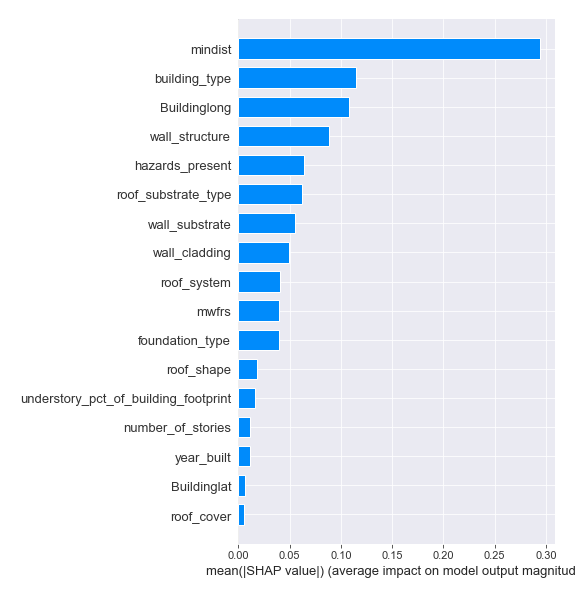 mindist
building_type
Buildinglong
wall_structure
hazards_present
roof_substrate_type
wall_substrate
wall_cladding
roof_system
mwfrs
foundation_type
roof_shape
understory_pct_of_building_footprint
number_of_stories
year_built
Buildinglat
roof_cover
0.00 0.05 0.10 0.15 0.20 0.25 0.30
mean(|SHAP value|) (average impact on model output magnitud